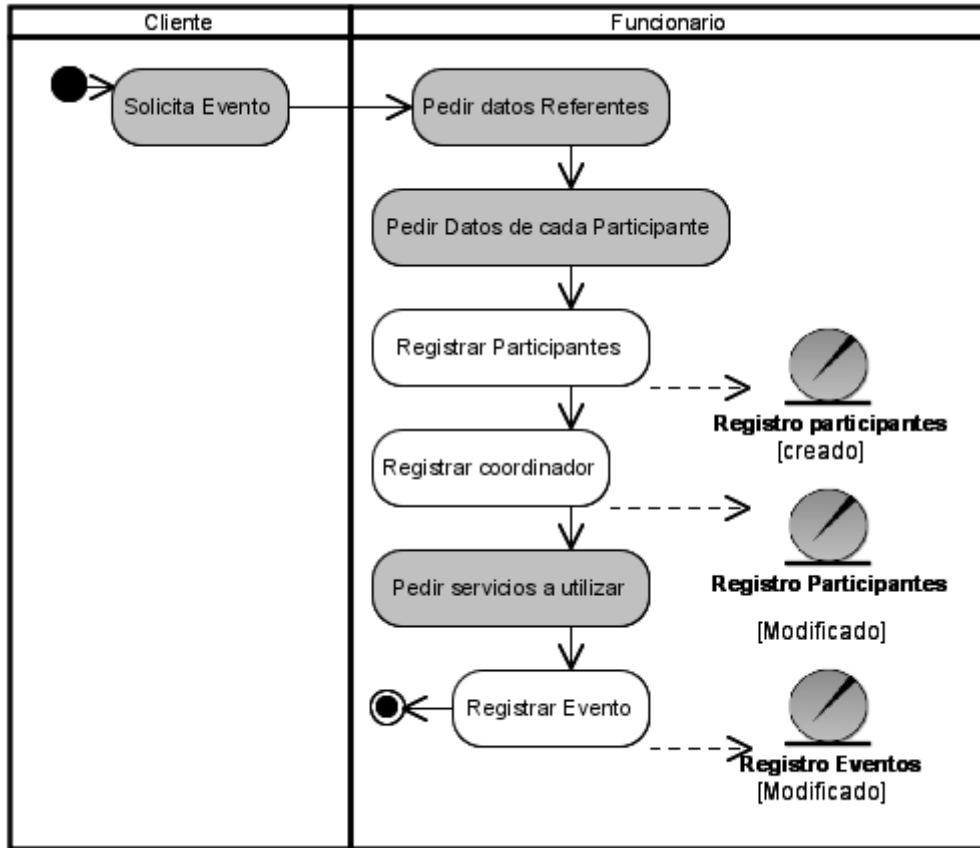 Cliente
Funcionario
Solicita Evento
Pedir datos Referentes
Pedir Datos de cada Participante
Registrar Participantes
Registro participantes
[creado]
Registrar coordinador
Registro Participantes
[Modificado]
Pedir servicios a utilizar
Registrar Evento
Registro Eventos
[Modificado]